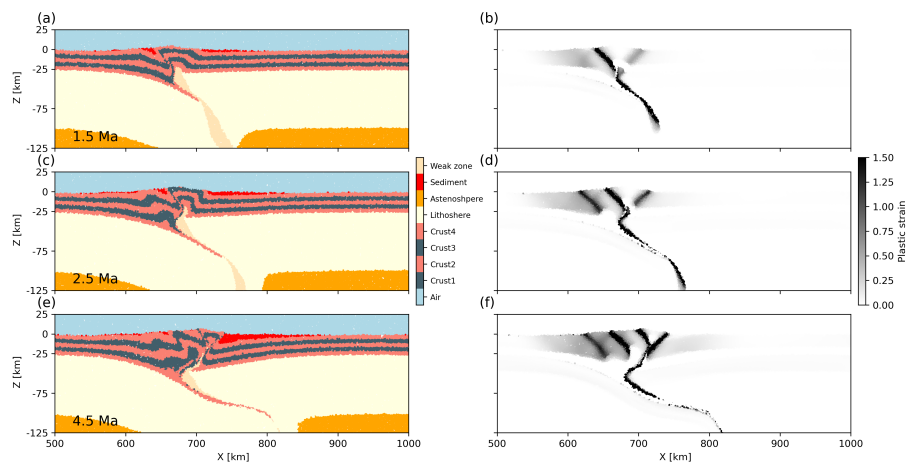 (a)
(b)
25
0
-25
-75
-125
Z [km]
1.5 Ma
(c)
(d)
25
0
-25
-75
-125
Z [km]
2.5 Ma
Weak zone
Sediment
Astenoshpere
Lithoshere
Crust4
Crust3
Crust2
Crust1
Air
1.50
1.25
1.00
0.75
0.50
0.25
0.00
Plastic strain
(e)
(f)
25
0
-25
-75
-125
Z [km]
4.5 Ma
500 600 700 800 900 1000
X [km]
500 600 700 800 900 1000
X [km]